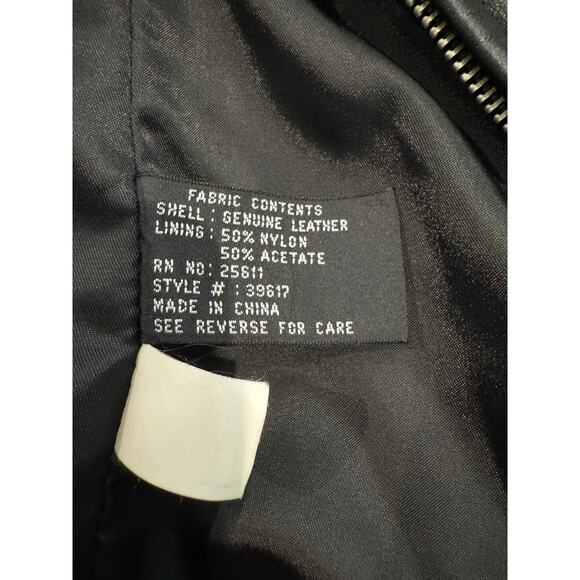 FABRIC CONTENTS
SHELL: GENUINE LEATHER
LINING: 50% NYLON
50% ACETATE
RN NO: 25611
STYLE #: 39617
MADE IN CHINA
SEE REVERSE FOR CARE